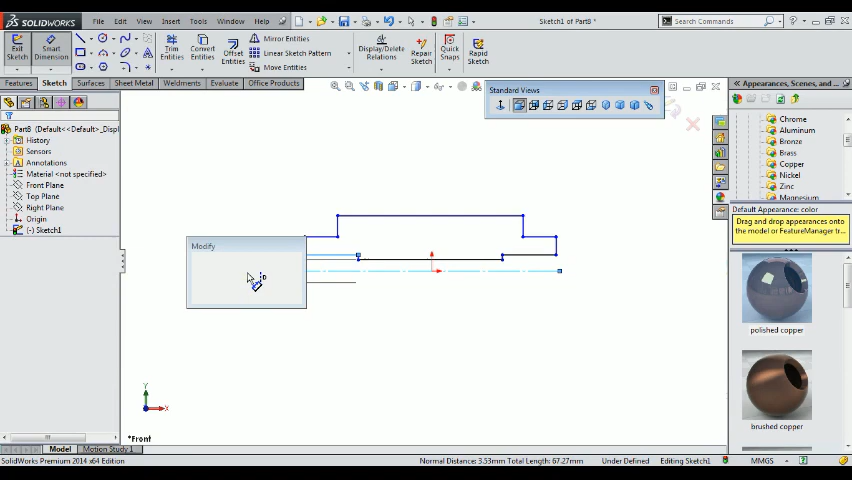 SOLIDWORKS File Edit View Insert Tools Window Help Sketch1 of Part8 * Search Commands
Exit Sketch Smart Dimension Trim Entities Convert Entities Offset Entities Mirror Entities Linear Sketch Pattern Move Entities Display/Delete Relations Repair Sketch Quick Snaps Rapid Sketch
Features Sketch Surfaces Sheet Metal Weldments Evaluate Office Products
Standard Views
Appearances, Scenes, and...
Part8 (Default<<Default>_Displ
History
Sensors
Annotations
Material <not specified>
Front Plane
Top Plane
Right Plane
Origin
(-) Sketch1
Modify
D
Chrome
Aluminum
Bronze
Brass
Copper
Nickel
Zinc
Magnesium
Default Appearance: color
Drag and drop appearances onto
the model or FeatureManager tr...
polished copper
brushed copper
Y
X
*Front
Model Motion Study 1
SolidWorks Premium 2014 x64 Edition Normal Distance: 3.53mm Total Length: 67.27mm Under Defined Editing Sketch1 MMGS